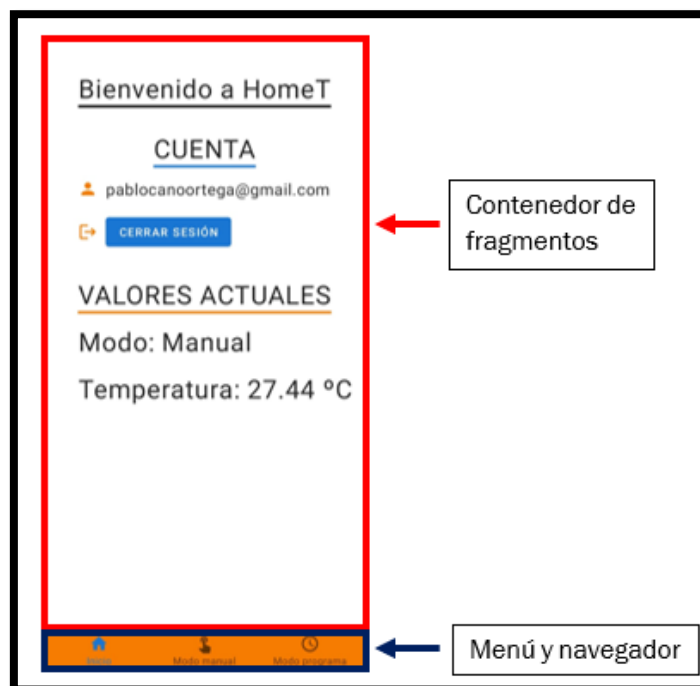 Bienvenido a HomeT
CUENTA
pablocanoortega@gmail.com
CERRAR SESIÓN
VALORES ACTUALES
Modo: Manual
Temperatura: 27.44 ºC
Contenedor de
fragmentos
Inicio
Modo manual
Modo programa
Menú y navegador